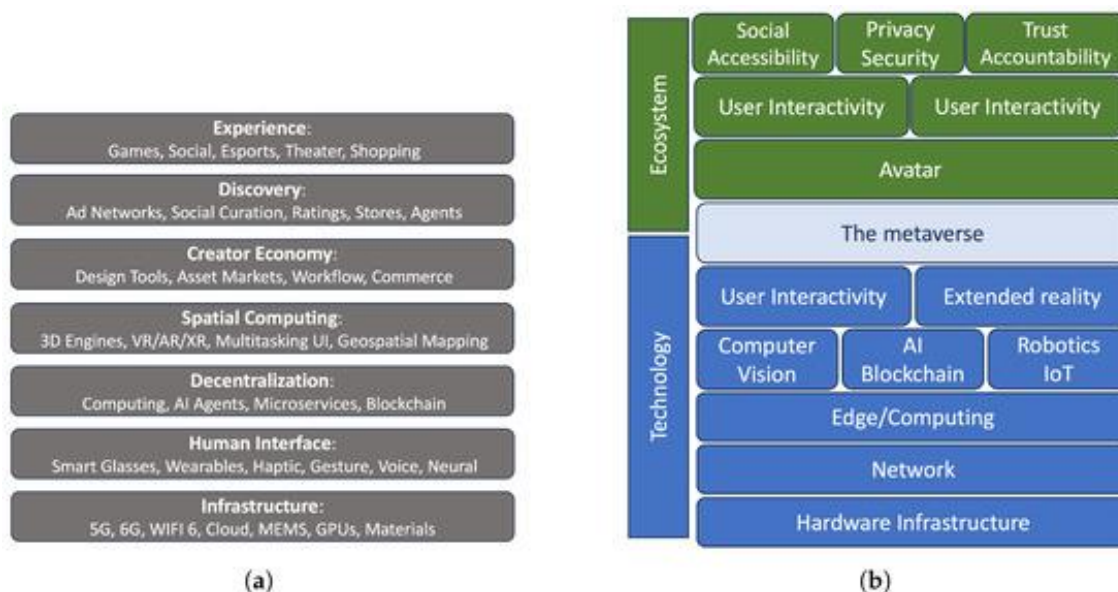 Experience:
Games, Social, Esports, Theater, Shopping
Discovery:
Ad Networks, Social Curation, Ratings, Stores, Agents
Creator Economy:
Design Tools, Asset Markets, Workflow, Commerce
Spatial Computing:
3D Engines, VR/AR/XR, Multitasking UI, Geospatial Mapping
Decentralization:
Computing, AI Agents, Microservices, Blockchain
Human Interface:
Smart Glasses, Wearables, Haptic, Gesture, Voice, Neural
Infrastructure:
5G, 6G, WIFI 6, Cloud, MEMS, GPUs, Materials
(a)
Ecosystem
Social
Accessibility
Privacy
Security
Trust
Accountability
User Interactivity
User Interactivity
Avatar
Technology
The metaverse
User Interactivity
Extended reality
Computer
Vision
AI
Blockchain
Robotics
IoT
Edge/Computing
Network
Hardware Infrastructure
(b)